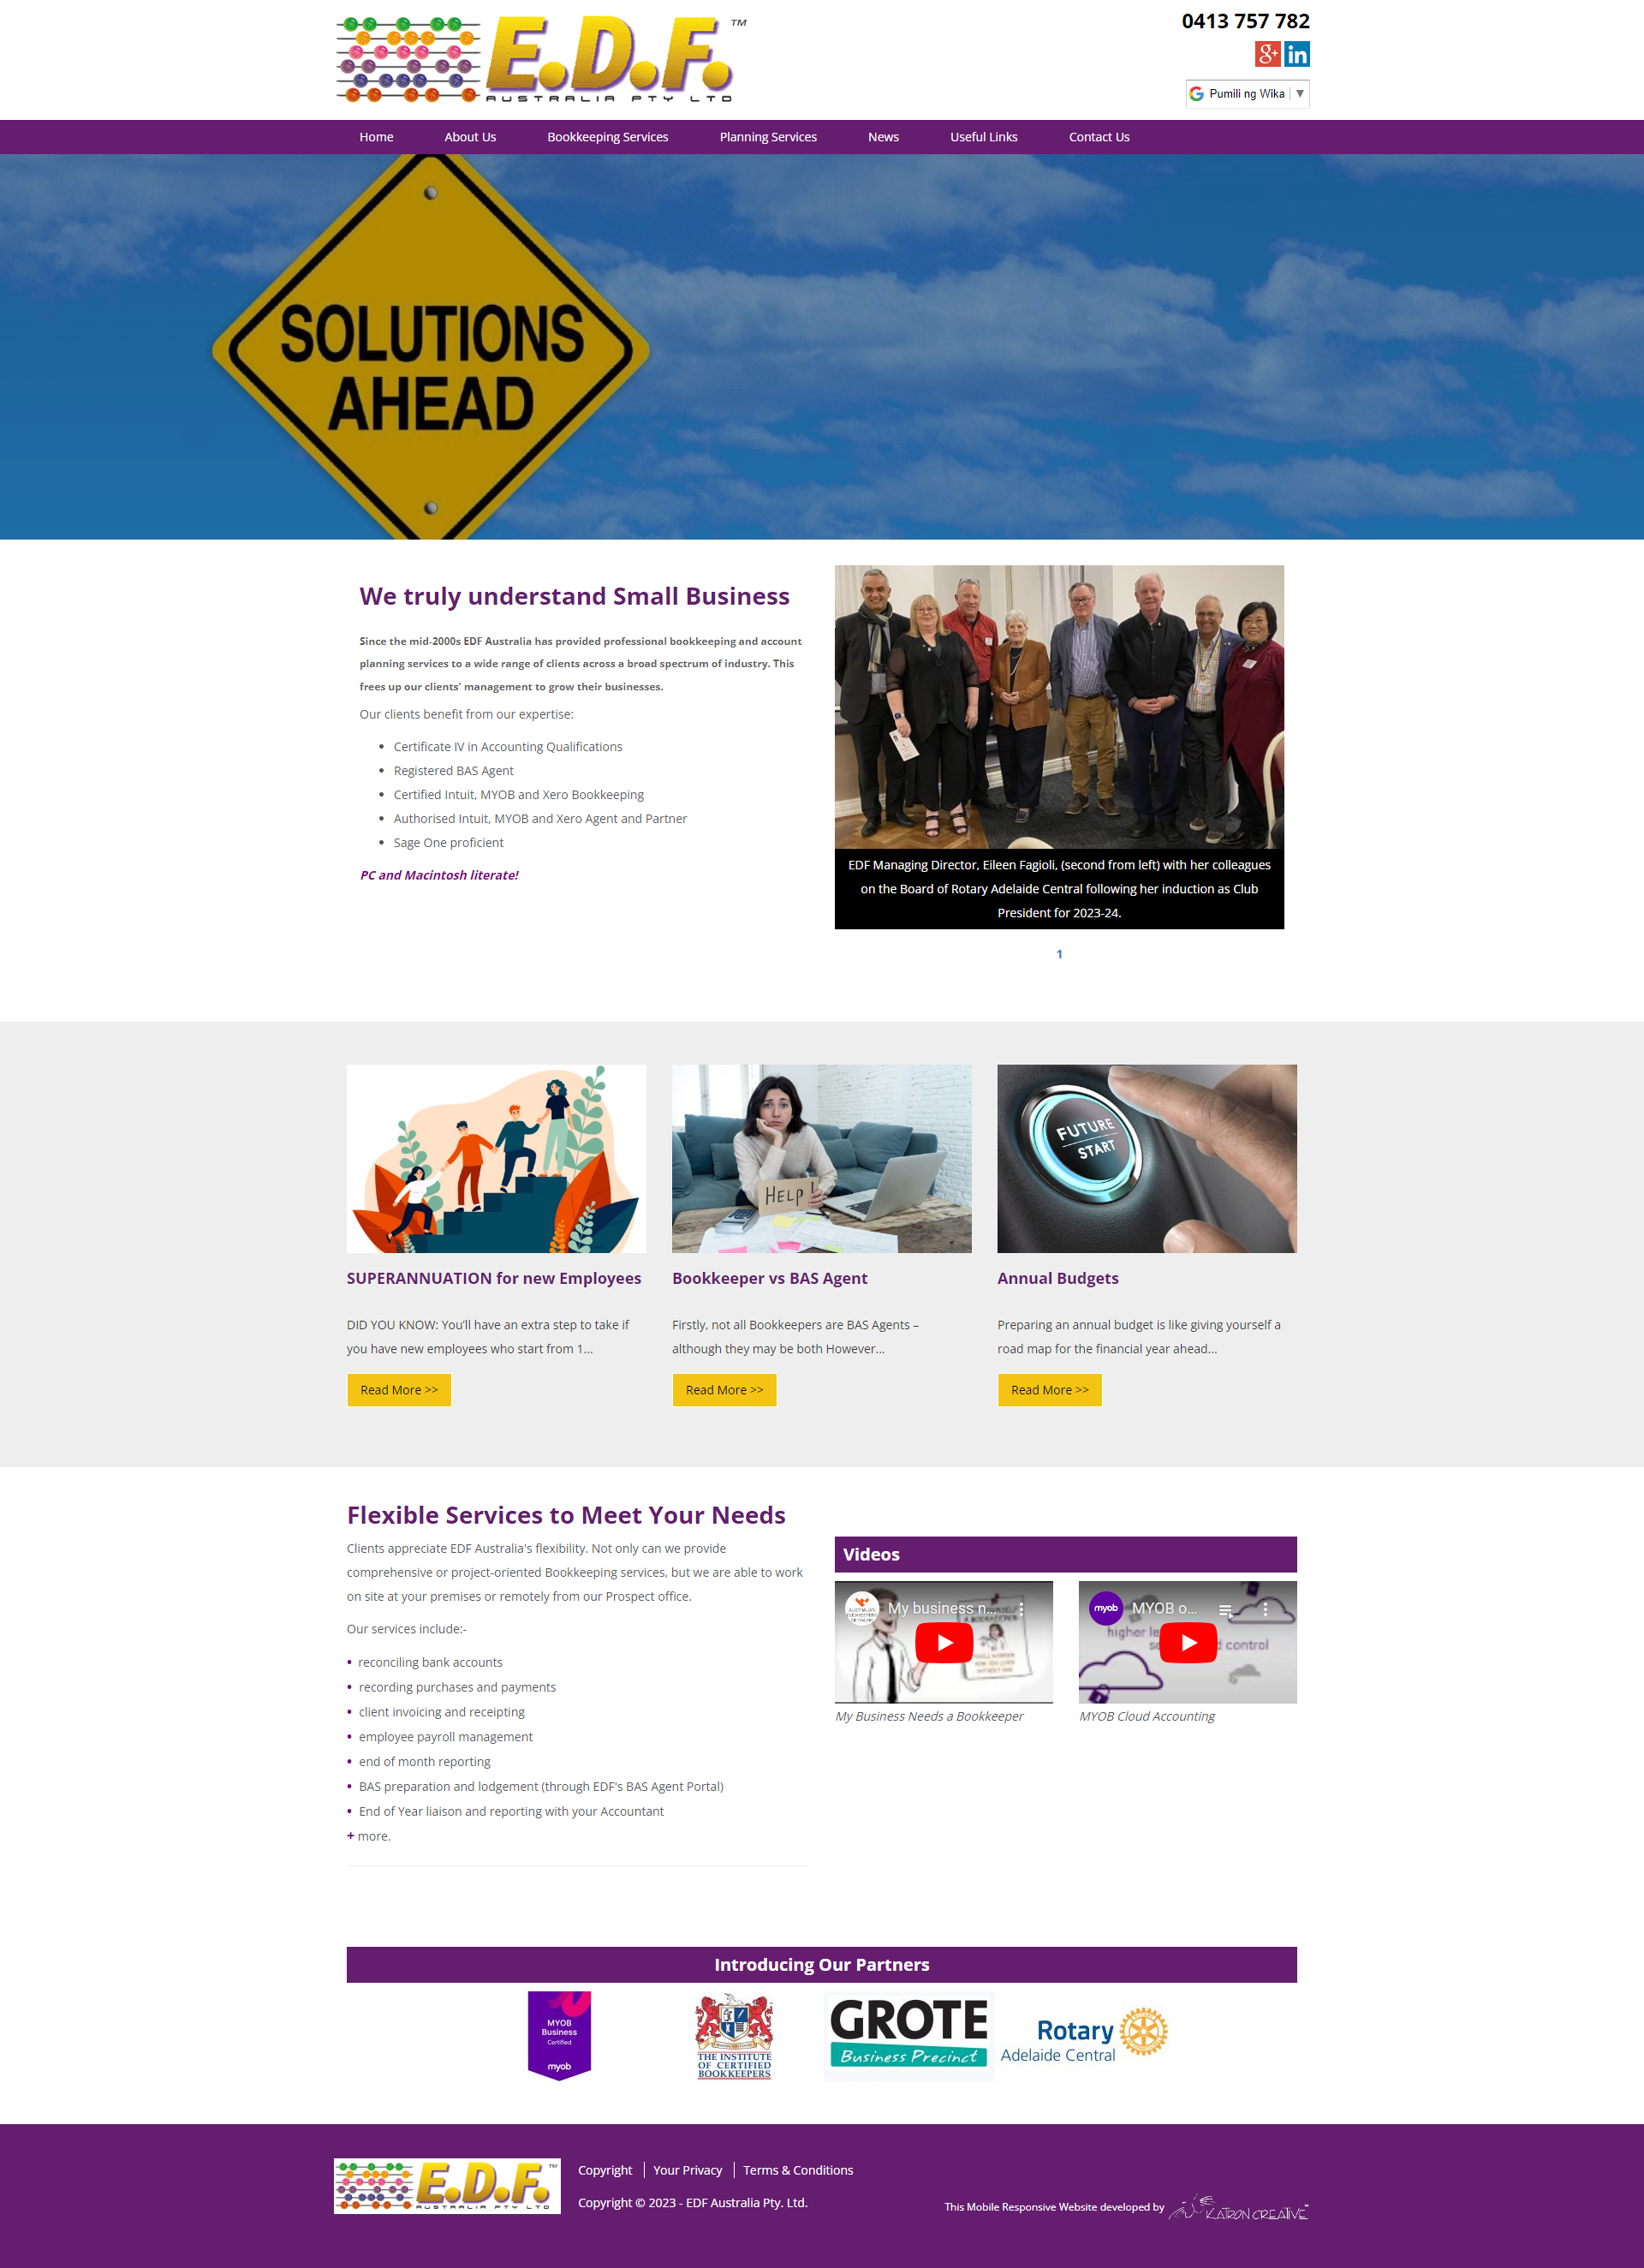 E.D.F.™
AUSTRALIA PTY LTD
0413 757 782
g+ in
G Pumili ng Wika ▼
Home About Us Bookkeeping Services Planning Services News Useful Links Contact Us
SOLUTIONS
AHEAD
We truly understand Small Business
Since the mid-2000s EDF Australia has provided professional bookkeeping and account
planning services to a wide range of clients across a broad spectrum of industry. This
frees up our clients' management to grow their businesses.
Our clients benefit from our expertise:
• Certificate IV in Accounting Qualifications
• Registered BAS Agent
• Certified Intuit, MYOB and Xero Bookkeeping
• Authorised Intuit, MYOB and Xero Agent and Partner
• Sage One proficient
PC and Macintosh literate!
EDF Managing Director, Eileen Fagioli, (second from left) with her colleagues
on the Board of Rotary Adelaide Central following her induction as Club
President for 2023-24.
1
HELP!
FUTURE
START
SUPERANNUATION for new Employees
DID YOU KNOW: You'll have an extra step to take if
you have new employees who start from 1...
Read More >>
Bookkeeper vs BAS Agent
Firstly, not all Bookkeepers are BAS Agents –
although they may be both However...
Read More >>
Annual Budgets
Preparing an annual budget is like giving yourself a
road map for the financial year ahead...
Read More >>
Flexible Services to Meet Your Needs
Clients appreciate EDF Australia's flexibility. Not only can we provide
comprehensive or project-oriented Bookkeeping services, but we are able to work
on site at your premises or remotely from our Prospect office.
Our services include:-
• reconciling bank accounts
• recording purchases and payments
• client invoicing and receipting
• employee payroll management
• end of month reporting
• BAS preparation and lodgement (through EDF's BAS Agent Portal)
• End of Year liaison and reporting with your Accountant
+ more.
Videos
My business n...
My Business Needs a Bookkeeper
myob MYOB o...
higher le
control
MYOB Cloud Accounting
Introducing Our Partners
MYOB
Business
Certified
myob
THE INSTITUTE
OF CERTIFIED
BOOKKEEPERS
GROTE
Business Precinct
Rotary
Adelaide Central
E.D.F.™
AUSTRALIA PTY LTD
Copyright Your Privacy Terms & Conditions
Copyright © 2023 - EDF Australia Pty. Ltd.
This Mobile Responsive Website developed by KATRON CREATIVE